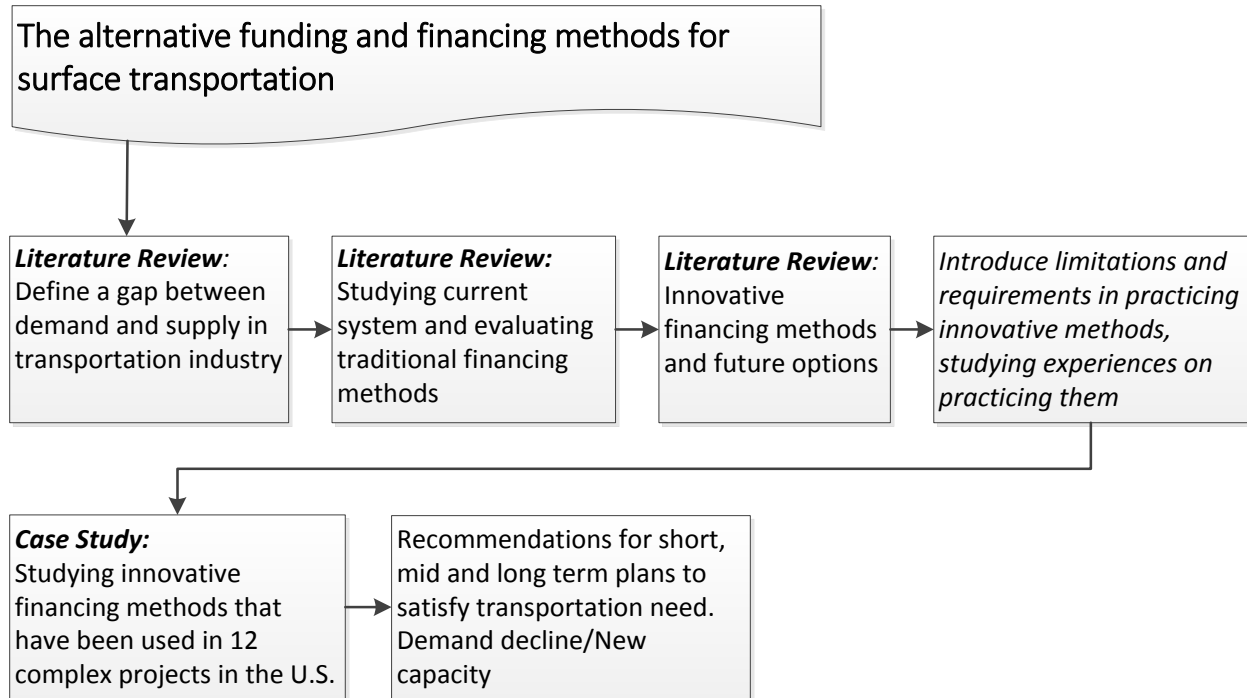 The alternative funding and financing methods for
surface transportation
Literature Review:
Define a gap between
demand and supply in
transportation industry
Literature Review:
Studying current
system and evaluating
traditional financing
methods
Literature Review:
Innovative
financing methods
and future options
Introduce limitations and
requirements in practicing
innovative methods,
studying experiences on
practicing them
Case Study:
Studying innovative
financing methods that
have been used in 12
complex projects in the U.S.
Recommendations for short,
mid and long term plans to
satisfy transportation need.
Demand decline/New
capacity